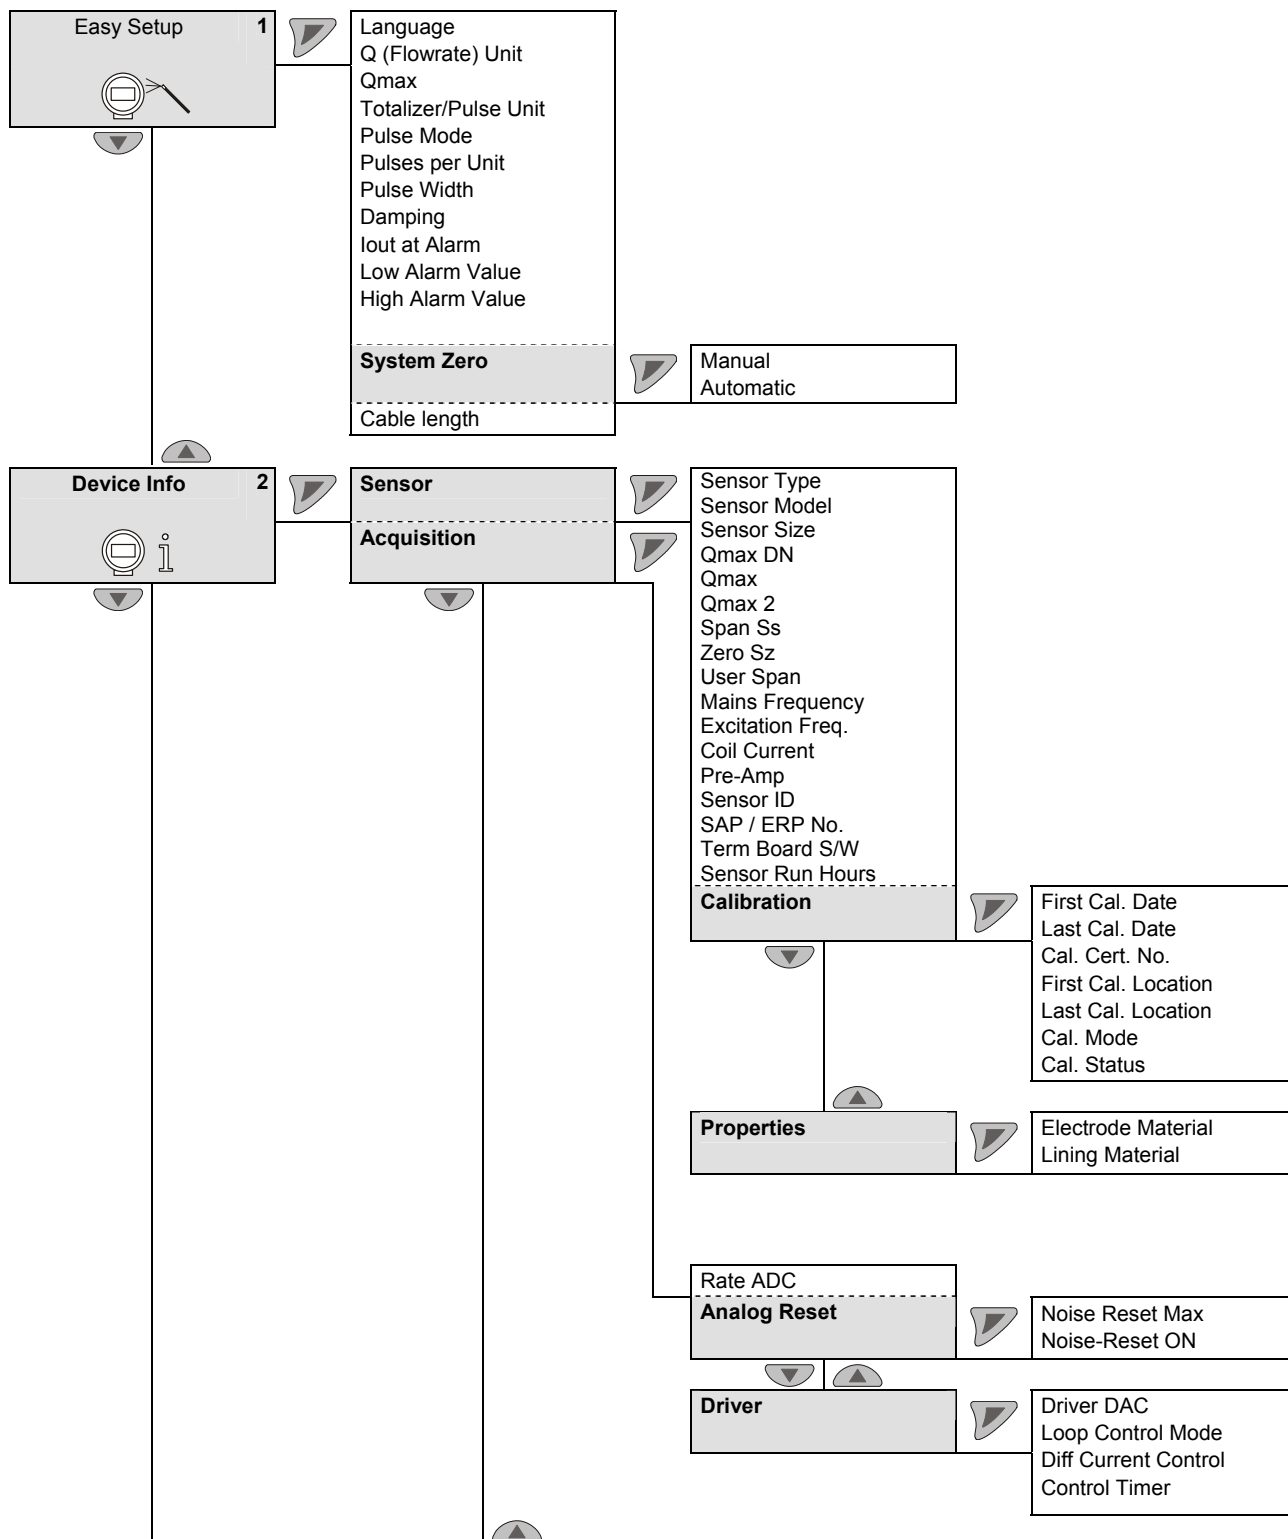 Easy Setup 1
Language
Q (Flowrate) Unit
Qmax
Totalizer/Pulse Unit
Pulse Mode
Pulses per Unit
Pulse Width
Damping
Iout at Alarm
Low Alarm Value
High Alarm Value
System Zero
Manual
Automatic
Cable length
Device Info 2
Sensor
Acquisition
Sensor Type
Sensor Model
Sensor Size
Qmax DN
Qmax
Qmax 2
Span Ss
Zero Sz
User Span
Mains Frequency
Excitation Freq.
Coil Current
Pre-Amp
Sensor ID
SAP / ERP No.
Term Board S/W
Sensor Run Hours
Calibration
First Cal. Date
Last Cal. Date
Cal. Cert. No.
First Cal. Location
Last Cal. Location
Cal. Mode
Cal. Status
Properties
Electrode Material
Lining Material
Rate ADC
Analog Reset
Noise Reset Max
Noise-Reset ON
Driver
Driver DAC
Loop Control Mode
Diff Current Control
Control Timer